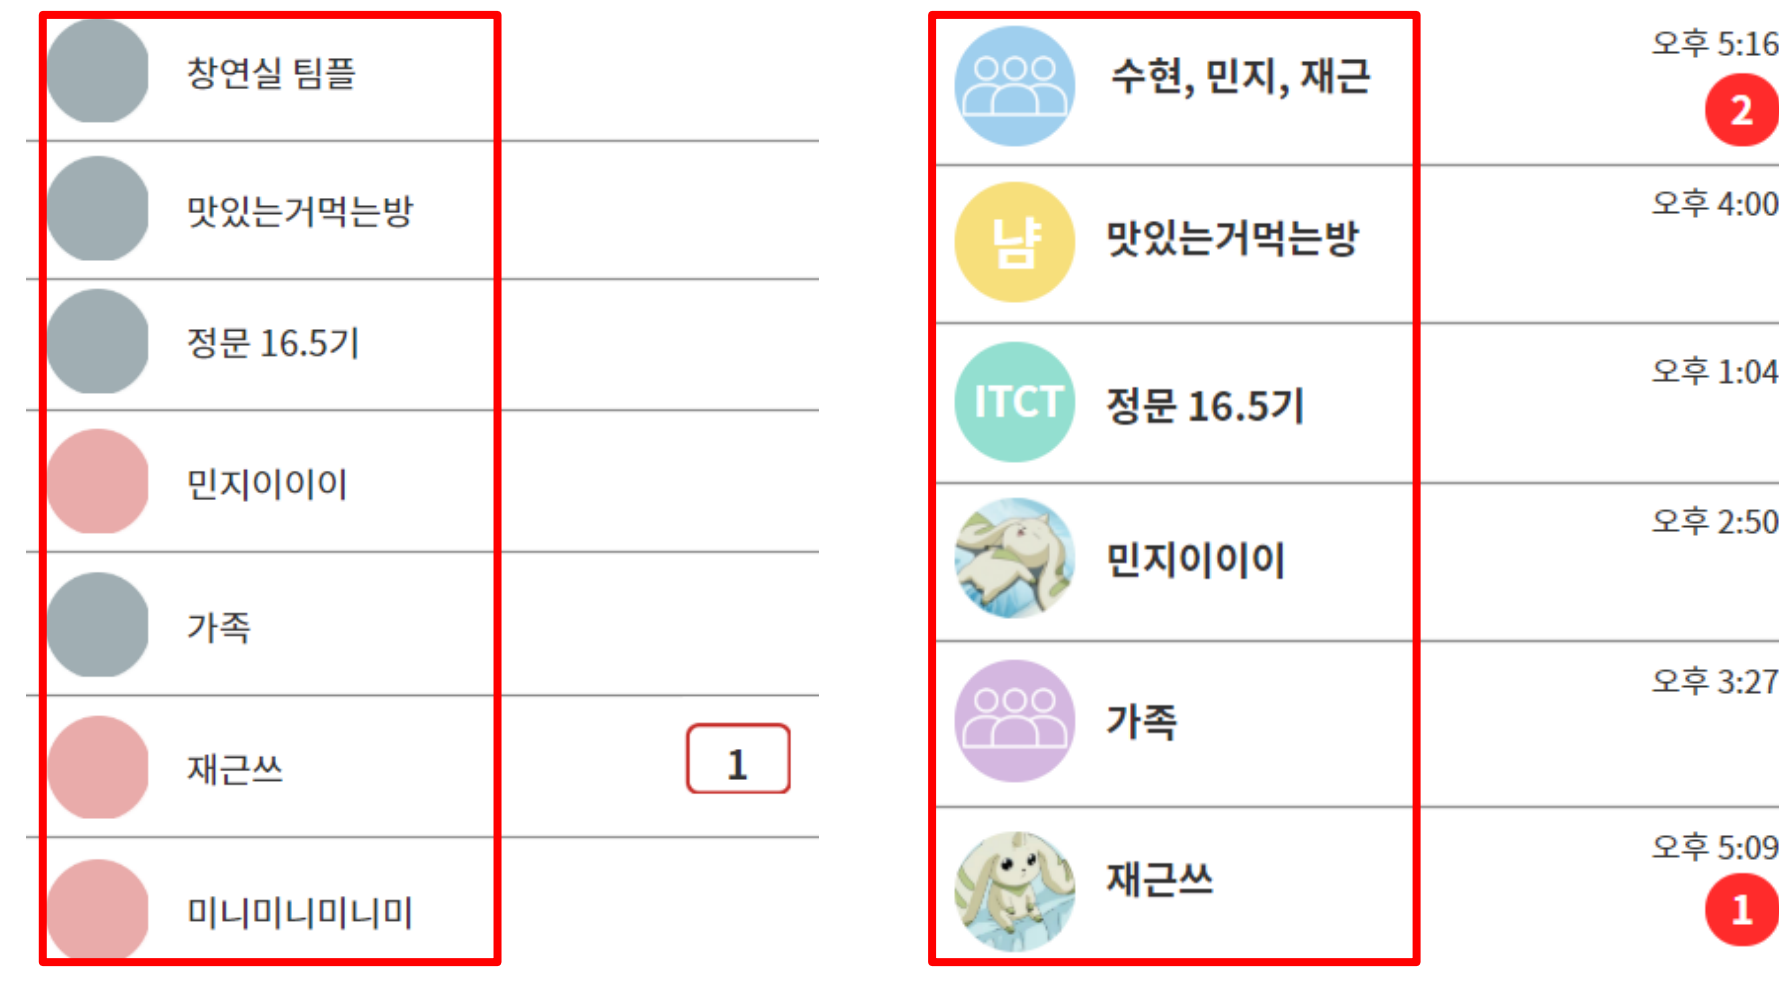 창연실 팀플
맛있는거먹는방
정문 16.5기
민지이이이
가족
재근쓰
1
미니미니미니미
수현, 민지, 재근
오후 5:16
2
냠
맛있는거먹는방
오후 4:00
ITCT
정문 16.5기
오후 1:04
민지이이이
오후 2:50
가족
오후 3:27
재근쓰
오후 5:09
1